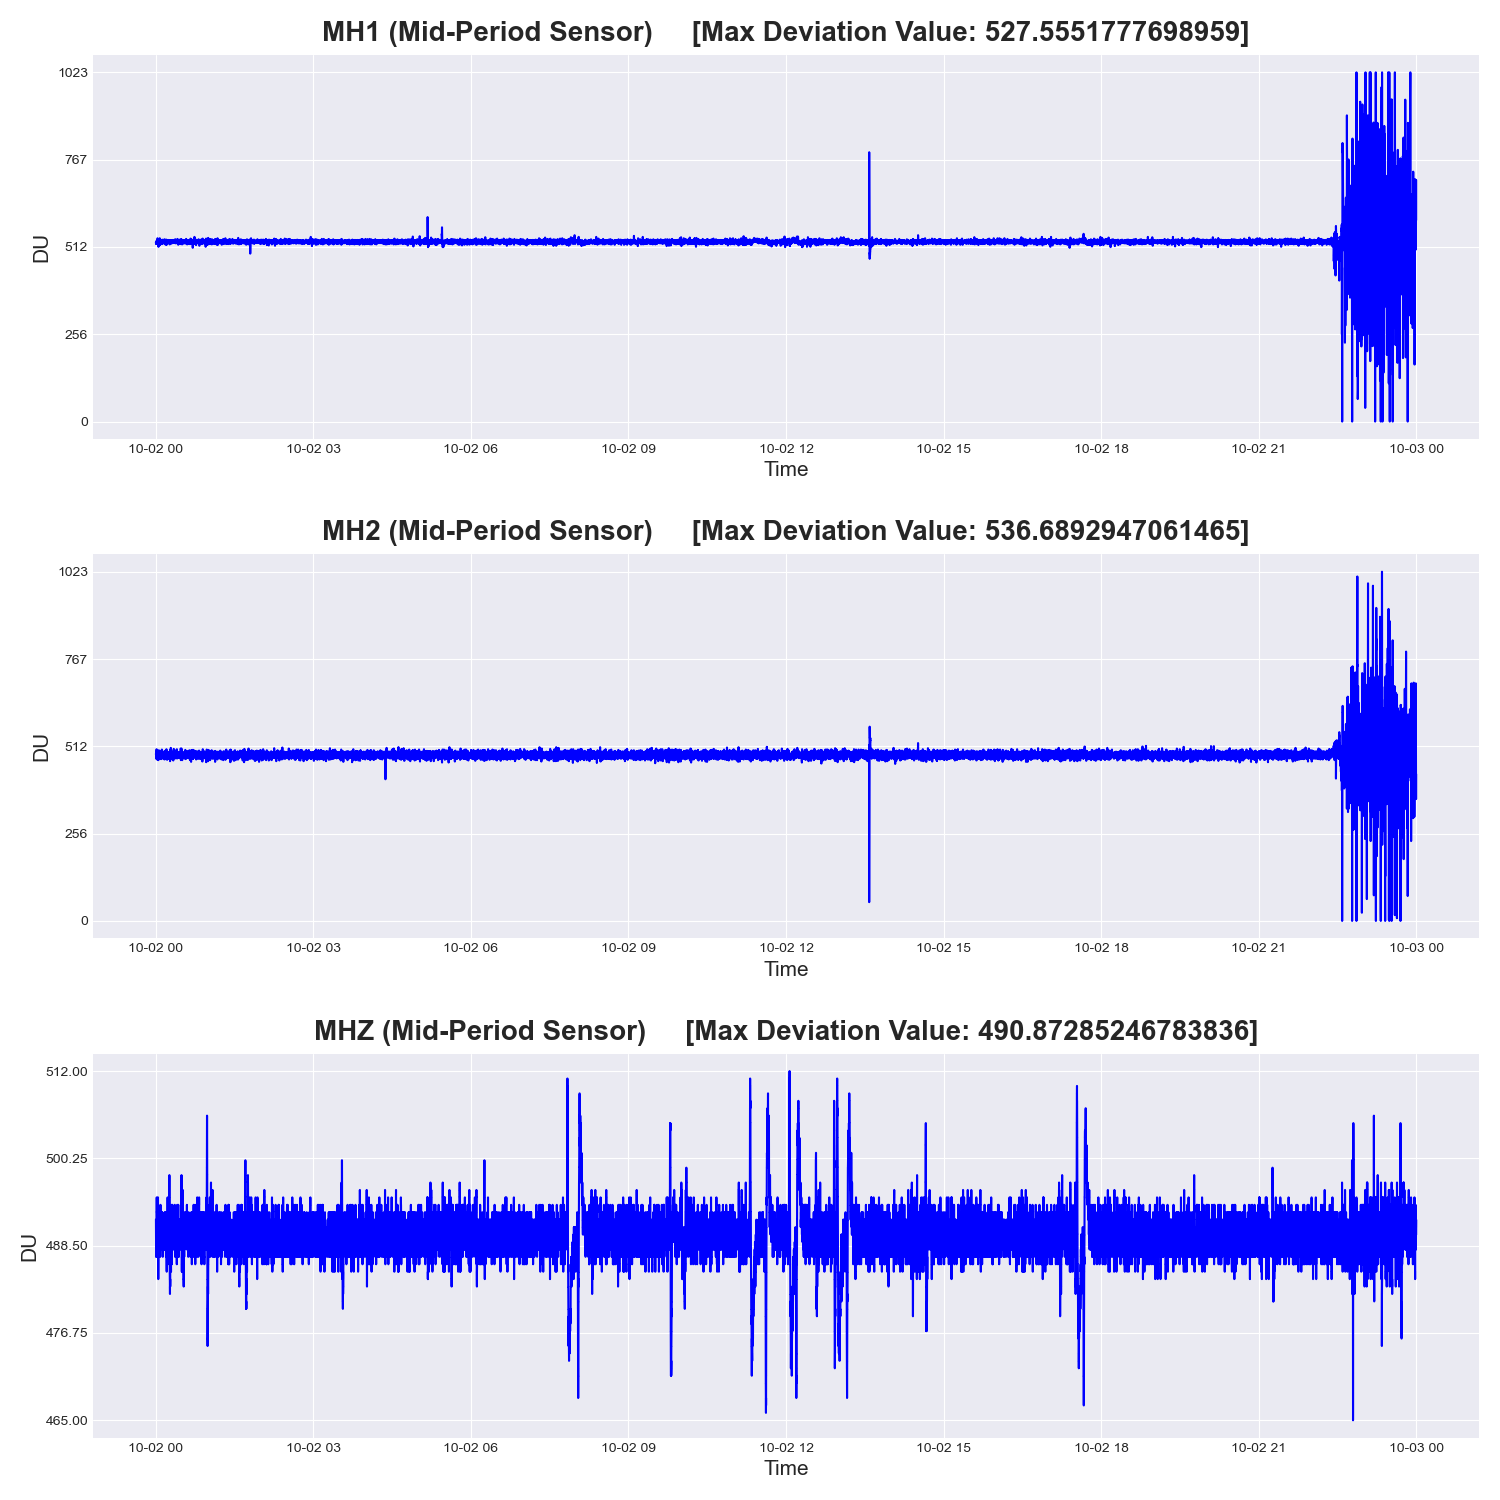 MH1 (Mid-Period Sensor) [Max Deviation Value: 527.5551777698959]
1023
767
512
256
0
DU
10-02 00 10-02 03 10-02 06 10-02 09 10-02 12 10-02 15 10-02 18 10-02 21 10-03 00
Time
MH2 (Mid-Period Sensor) [Max Deviation Value: 536.6892947061465]
1023
767
512
256
0
DU
10-02 00 10-02 03 10-02 06 10-02 09 10-02 12 10-02 15 10-02 18 10-02 21 10-03 00
Time
MHZ (Mid-Period Sensor) [Max Deviation Value: 490.87285246783836]
512.00
500.25
488.50
476.75
465.00
DU
10-02 00 10-02 03 10-02 06 10-02 09 10-02 12 10-02 15 10-02 18 10-02 21 10-03 00
Time